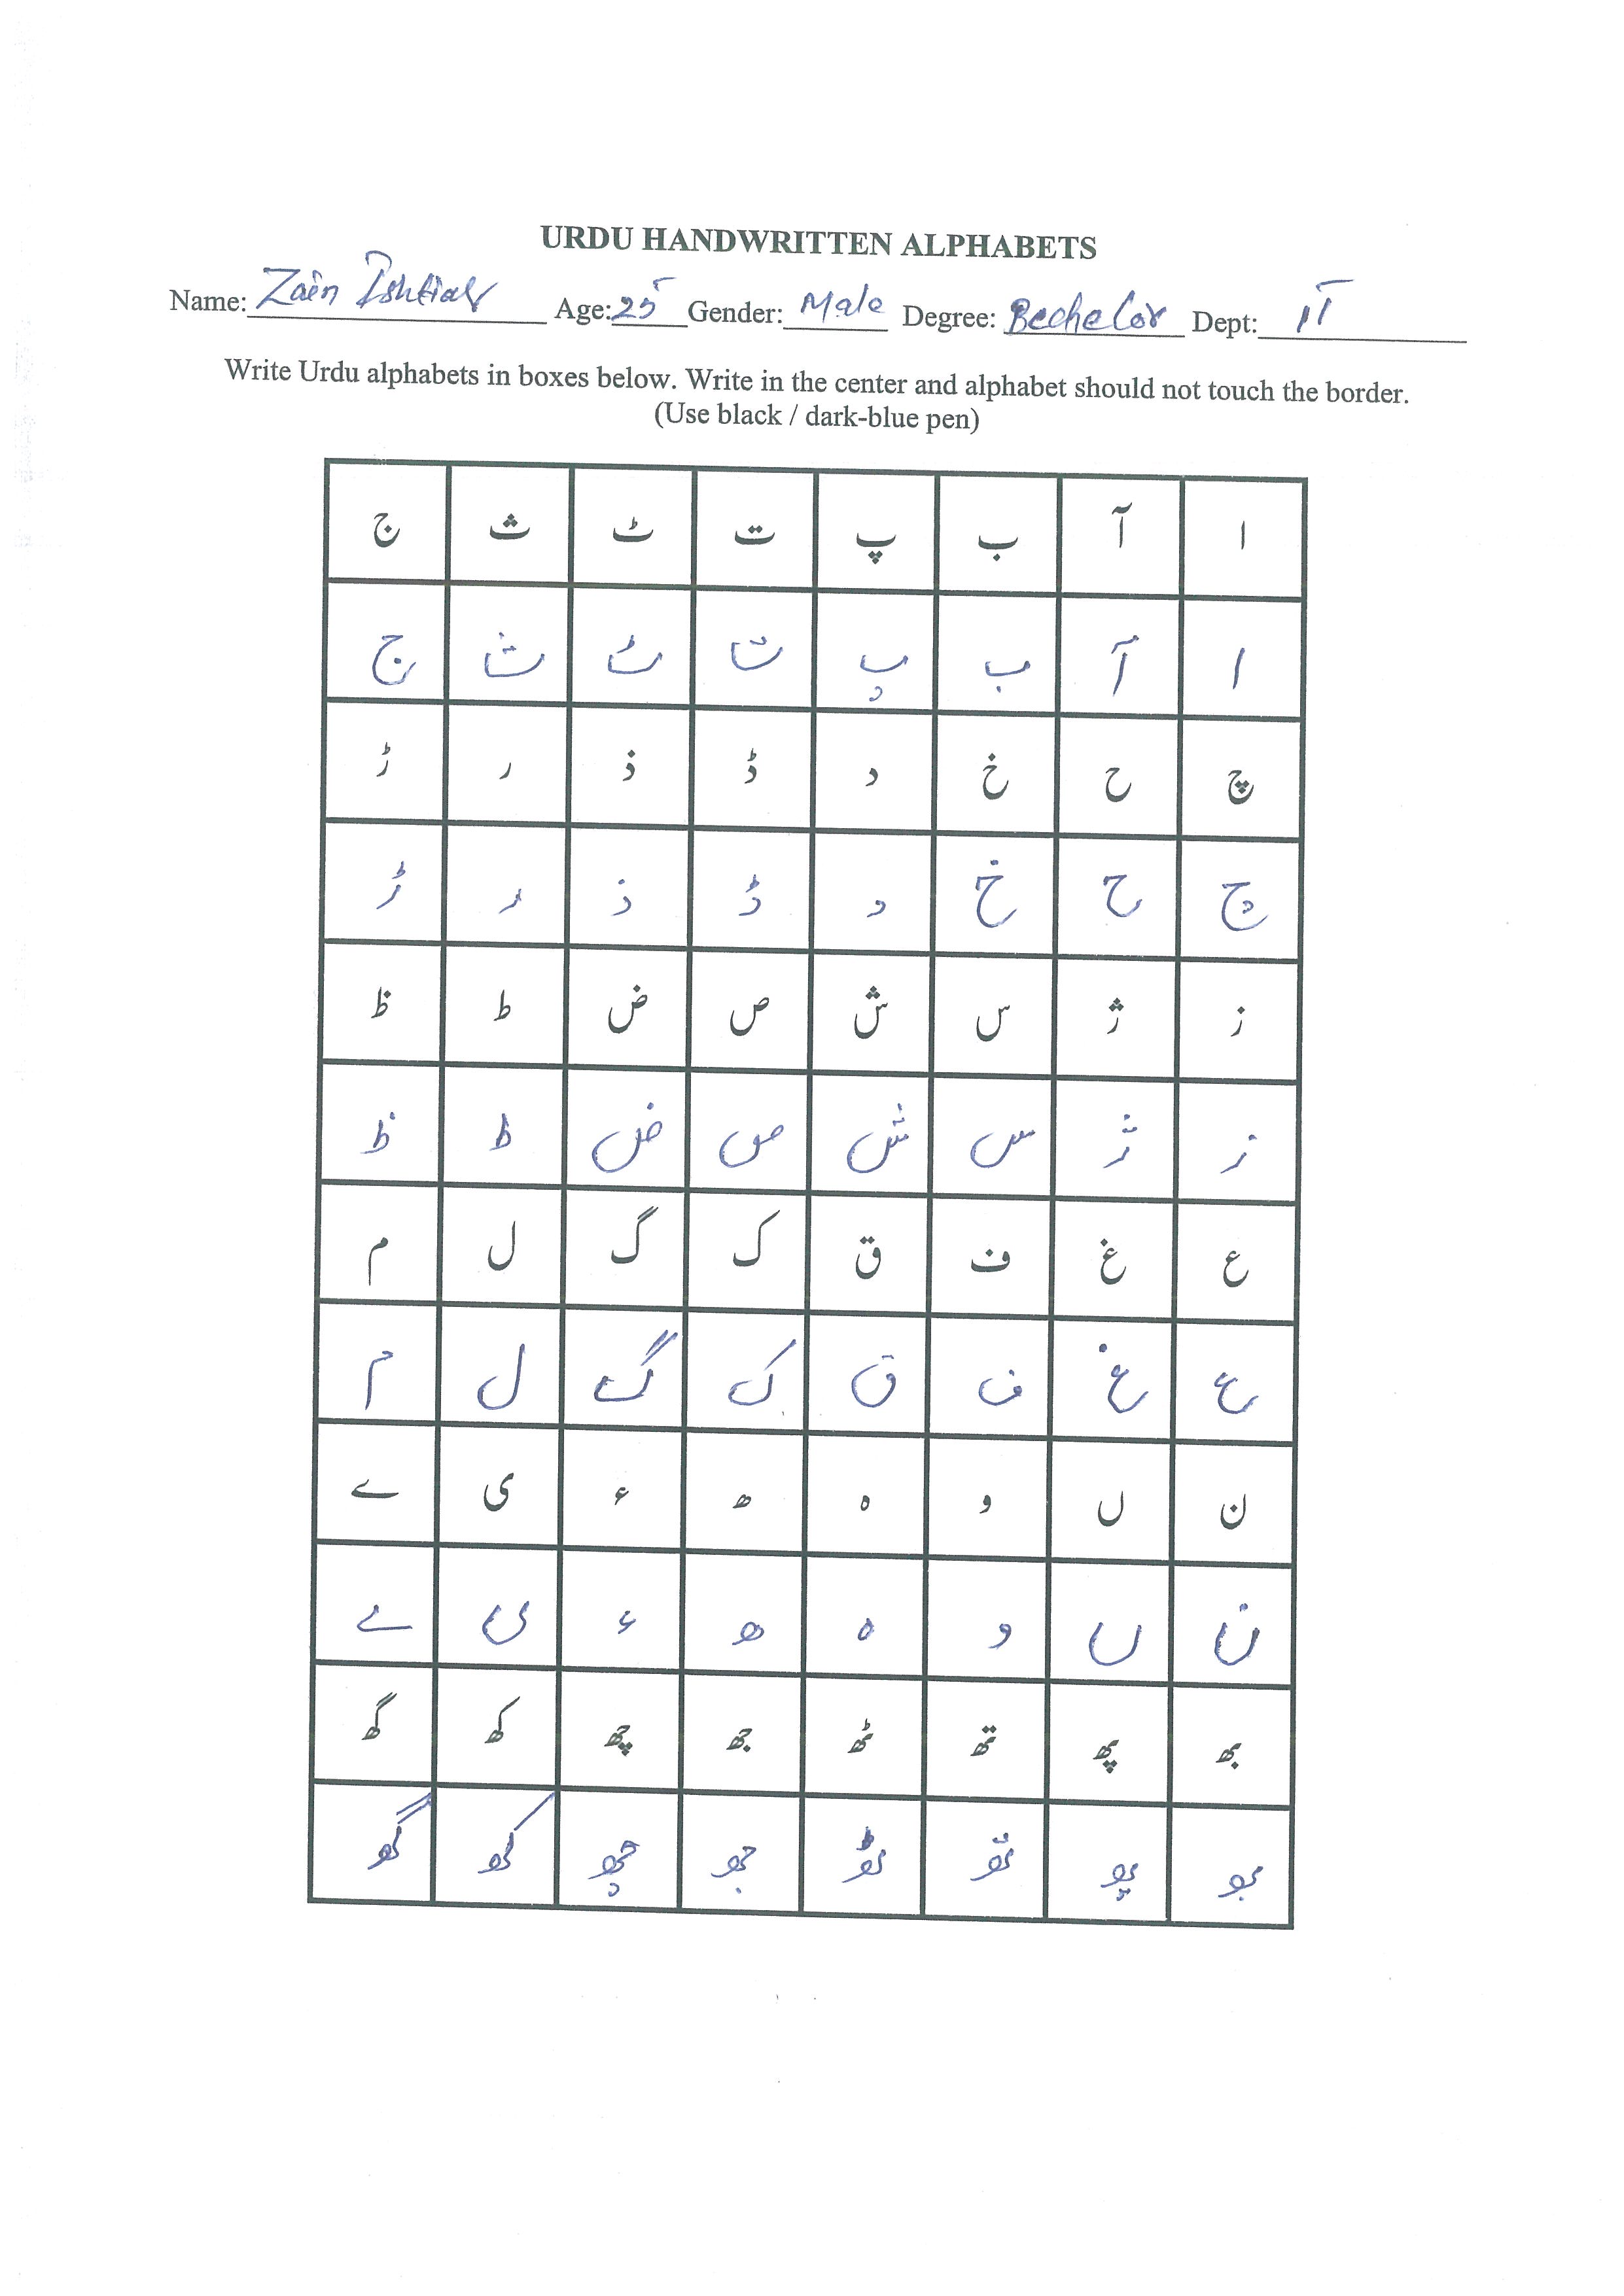 URDU HANDWRITTEN ALPHABETS
Name: Zain Ishtiaq Age: 25 Gender: Male Degree: Bechelor Dept: IT
Write Urdu alphabets in boxes below. Write in the center and alphabet should not touch the border.
(Use black / dark-blue pen)
ا آ ب پ ت ٹ ث ج
ا آ ب پ ت ٹ ث ج
چ ح خ د ڈ ذ ر ڑ
چ ح خ د ڈ ذ ر ڑ
ز ژ س ش ص ض ط ظ
ز ژ س ش ص ض ط ظ
ع غ ف ق ک گ ل م
ع غ ف ق ک گ ل م
ن ں و ہ ھ ء ی ے
ن ں و ہ ھ ء ی ے
بھ پھ تھ ٹھ جھ چھ کھ گھ
بھ پھ تھ ٹھ جھ چھ کھ گھ